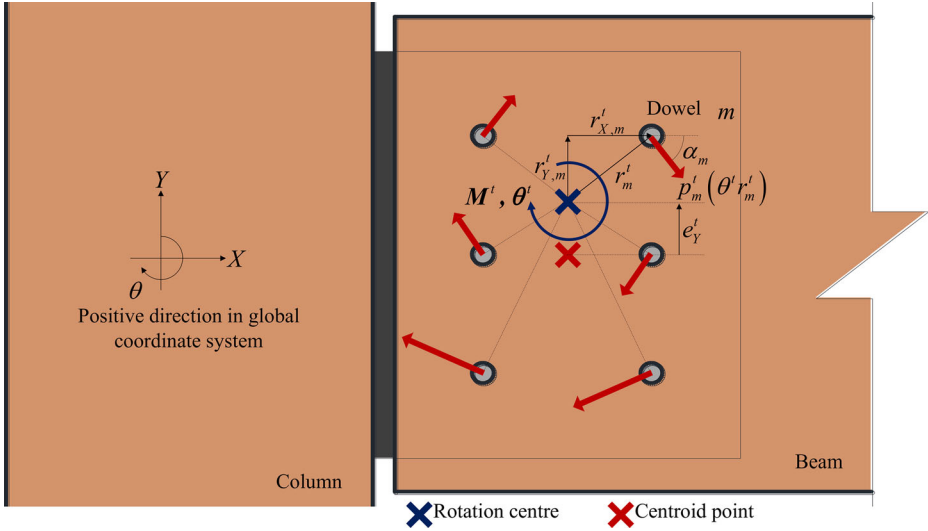 Dowel m
r^t_{X,m}
α_m
r^t_{Y,m}
r^t_m
p^t_m(θ^t r^t_m)
M^t, θ^t
e^t_Y
Y
X
θ
Positive direction in global
coordinate system
Column
Beam
Rotation centre
Centroid point